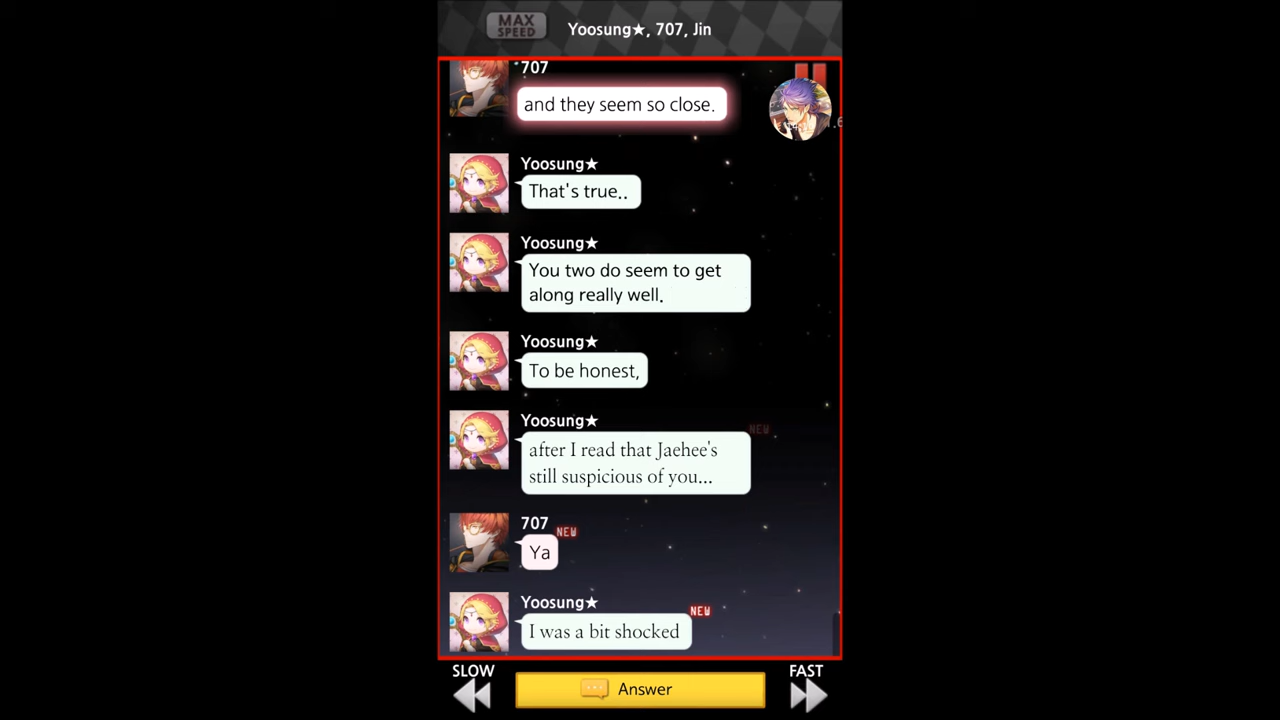 MAX
SPEED
Yoosung★, 707, Jin
707
and they seem so close.
Yoosung★
That's true..
Yoosung★
You two do seem to get
along really well.
Yoosung★
To be honest,
Yoosung★
NEW
after I read that Jaehee's
still suspicious of you...
707
NEW
Ya
Yoosung★
NEW
I was a bit shocked
SLOW
Answer
FAST